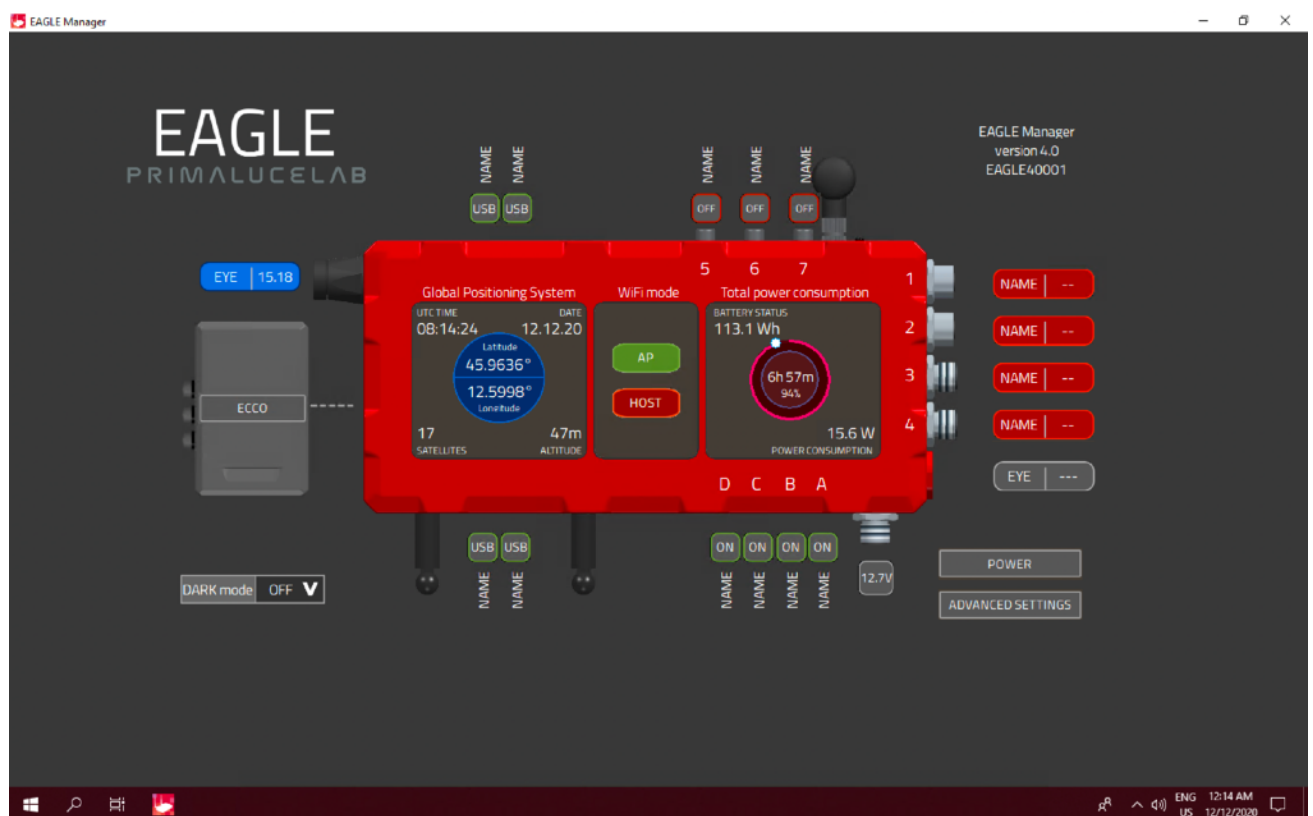 EAGLE Manager
EAGLE
PRIMALUCELAB
EAGLE Manager
version 4.0
EAGLE40001
NAME NAME
USB USB
NAME NAME NAME
OFF OFF OFF
5 6 7
EYE 15.18
Global Positioning System
UTC TIME DATE
08:14:24 12.12.20
Latitude
45.9636°
12.5998°
Longitude
17 47m
SATELLITES ALTITUDE
WiFi mode
AP
HOST
Total power consumption
BATTERY STATUS
113.1 Wh
6h 57m
94%
15.6 W
POWER CONSUMPTION
D C B A
1
2
3
4
NAME --
NAME --
NAME --
NAME --
EYE ---
ECCO
USB USB
NAME NAME
ON ON ON ON
NAME NAME NAME NAME
12.7V
POWER
ADVANCED SETTINGS
DARK mode OFF V
ENG
US
12:14 AM
12/12/2020